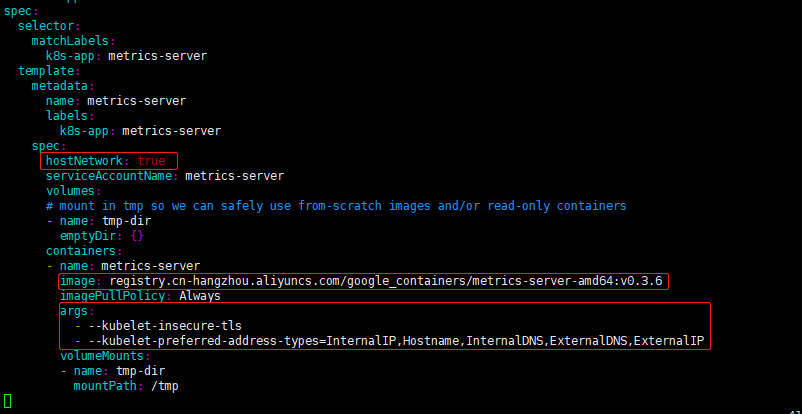 spec:
  selector:
    matchLabels:
      k8s-app: metrics-server
  template:
    metadata:
      name: metrics-server
      labels:
        k8s-app: metrics-server
    spec:
      hostNetwork: true
      serviceAccountName: metrics-server
      volumes:
      # mount in tmp so we can safely use from-scratch images and/or read-only containers
      - name: tmp-dir
        emptyDir: {}
      containers:
      - name: metrics-server
        image: registry.cn-hangzhou.aliyuncs.com/google_containers/metrics-server-amd64:v0.3.6
        imagePullPolicy: Always
        args:
          - --kubelet-insecure-tls
          - --kubelet-preferred-address-types=InternalIP,Hostname,InternalDNS,ExternalDNS,ExternalIP
        volumeMounts:
        - name: tmp-dir
          mountPath: /tmp